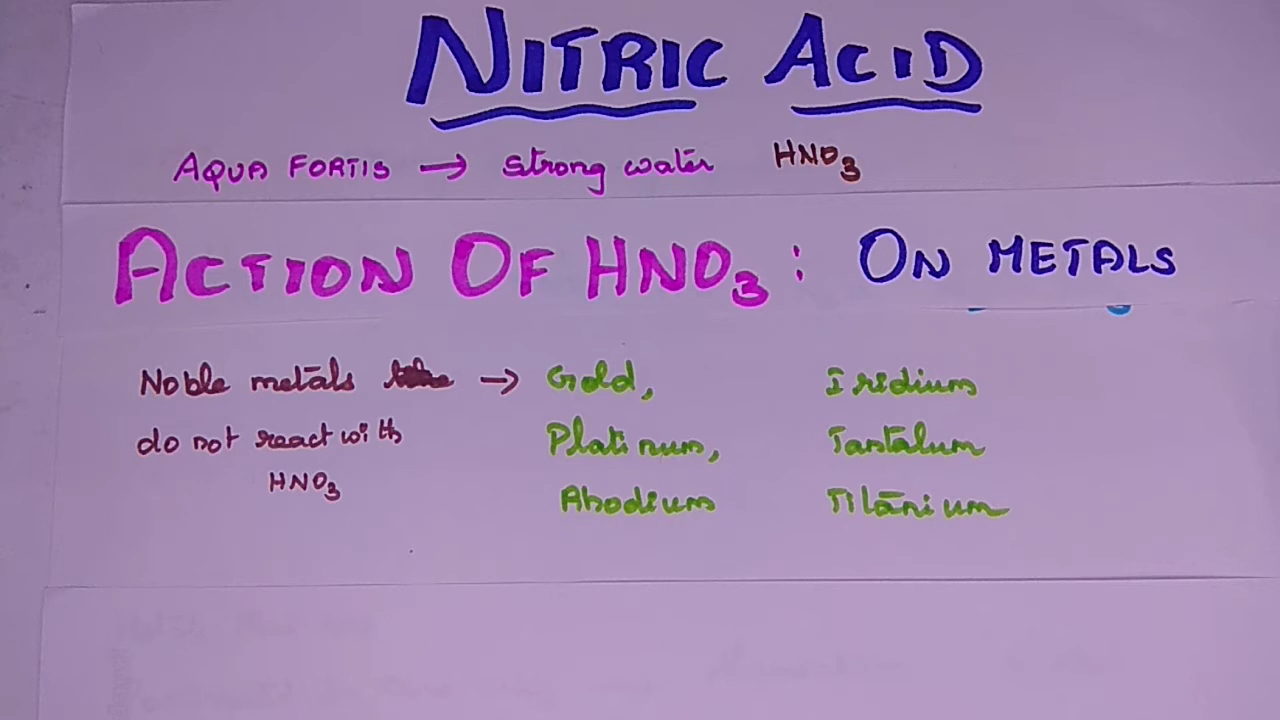 NITRIC ACID
AQUA FORTIS → strong water HNO3
ACTION OF HNO3 : ON METALS
Noble metals → Gold, Iridium
do not react with Platinum, Tantalum
HNO3
Rhodium Titanium